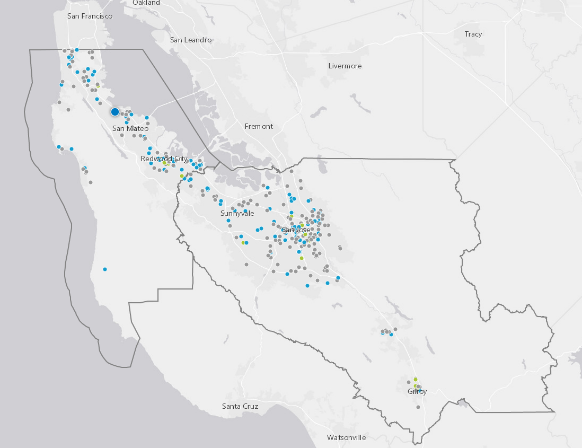 Oakland
San Francisco
San Leandro
Tracy
Livermore
Fremont
San Mateo
Redwood City
Sunnyvale
San Jose
Gilroy
Santa Cruz
Watsonville